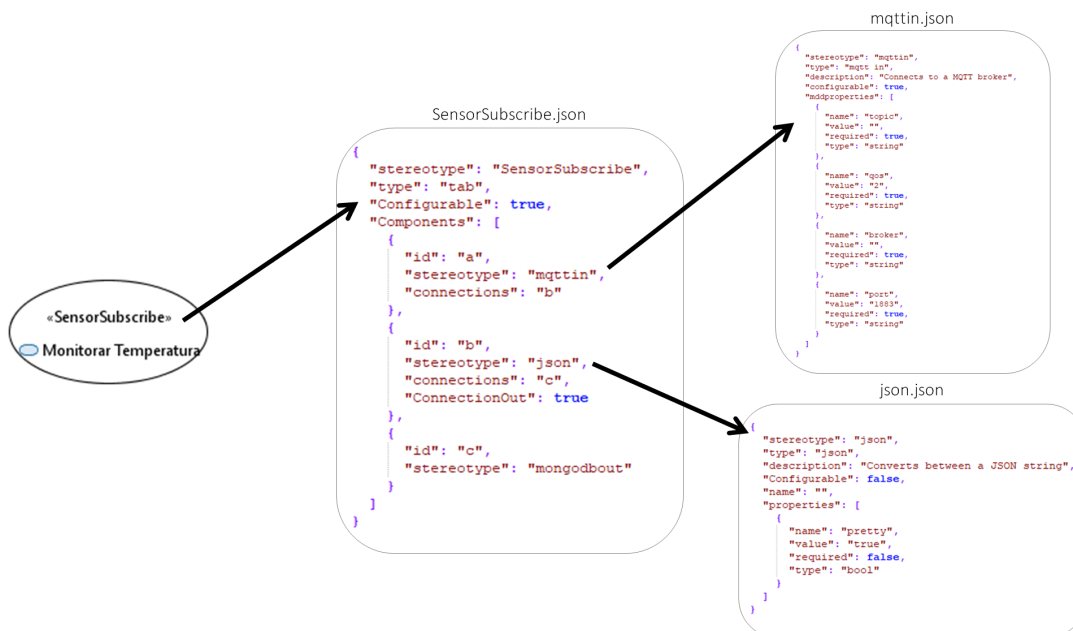 «SensorSubscribe»
Monitorar Temperatura
SensorSubscribe.json
{
"stereotype": "SensorSubscribe",
"type": "tab",
"Configurable": true,
"Components": [
{
"id": "a",
"stereotype": "mqttin",
"connections": "b"
},
{
"id": "b",
"stereotype": "json",
"connections": "c",
"ConnectionOut": true
},
{
"id": "c",
"stereotype": "mongodbout"
}
]
}
mqttin.json
{
"stereotype": "mqttin",
"type": "mqtt in",
"description": "Connects to a MQTT broker",
"configurable": true,
"mddproperties": [
{
"name": "topic",
"value": "",
"required": true,
"type": "string"
},
{
"name": "qos",
"value": "2",
"required": true,
"type": "string"
},
{
"name": "broker",
"value": "",
"required": true,
"type": "string"
},
{
"name": "port",
"value": "1883",
"required": true,
"type": "string"
}
]
}
json.json
{
"stereotype": "json",
"type": "json",
"description": "Converts between a JSON string",
"Configurable": false,
"name": "",
"properties": [
{
"name": "pretty",
"value": "true",
"required": false,
"type": "bool"
}
]
}